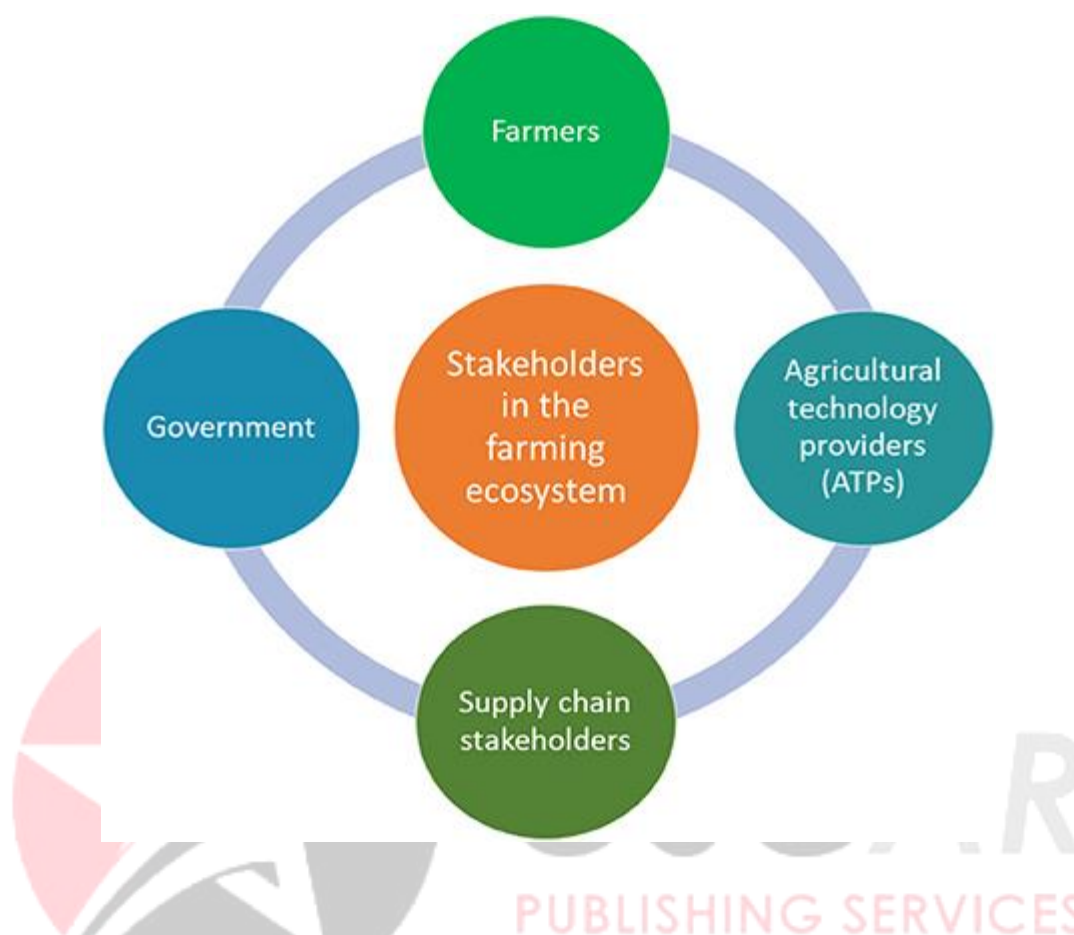 Farmers
Government
Stakeholders
in the
farming
ecosystem
Agricultural
technology
providers
(ATPs)
Supply chain
stakeholders
PUBLISHING SERVICES